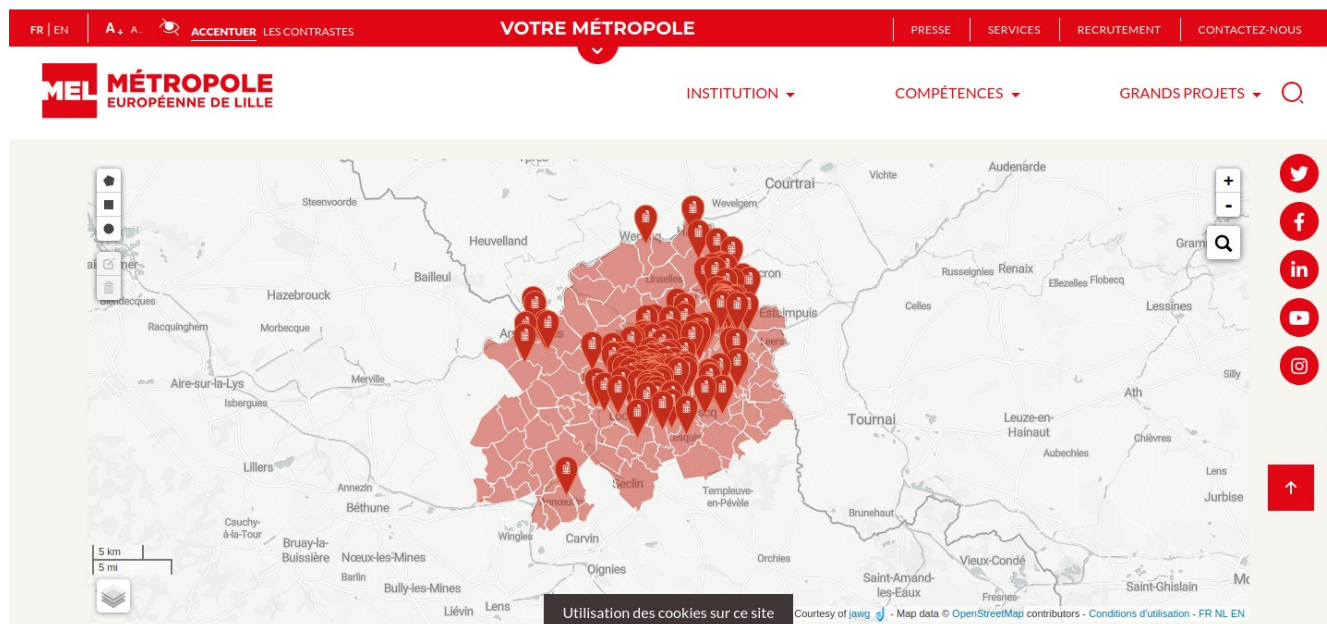 FR | EN
A+ A-
ACCENTUER LES CONTRASTES
VOTRE MÉTROPOLE
PRESSE
SERVICES
RECRUTEMENT
CONTACTEZ-NOUS
MEL MÉTROPOLE
EUROPÉENNE DE LILLE
INSTITUTION
COMPÉTENCES
GRANDS PROJETS
Audenarde
Vichte
Courtrai
Steenvoorde
Wevelgem
Heuvelland
+
-
Bailleul
Linselles
Russeignies Renaix
Ellezelles Flobecq
Hazebrouck
Celles
Lessines
Estaimpuis
Racquinghem
Morbecque
Leers
Merville
Silly
Aire-sur-la-Lys
Ath
Isbergues
Tournai
Leuze-en-
Hainaut
Chièvres
Aubechies
Lillers
Lens
Seclin
Annezin
Templeuve-
en-Pévèle
Jurbise
Béthune
Brunehaut
Cauchy-
à-la-Tour
Wingles
Carvin
Bruay-la-
Buissière
Nœux-les-Mines
5 km
5 mi
Orchies
Vieux-Condé
Oignies
Barlin
Saint-Amand-
les-Eaux
Saint-Ghislain
Bully-les-Mines
Fresnes-
Liévin
Lens
Utilisation des cookies sur ce site
Courtesy of jawg - Map data © OpenStreetMap contributors - Conditions d'utilisation - FR NL EN